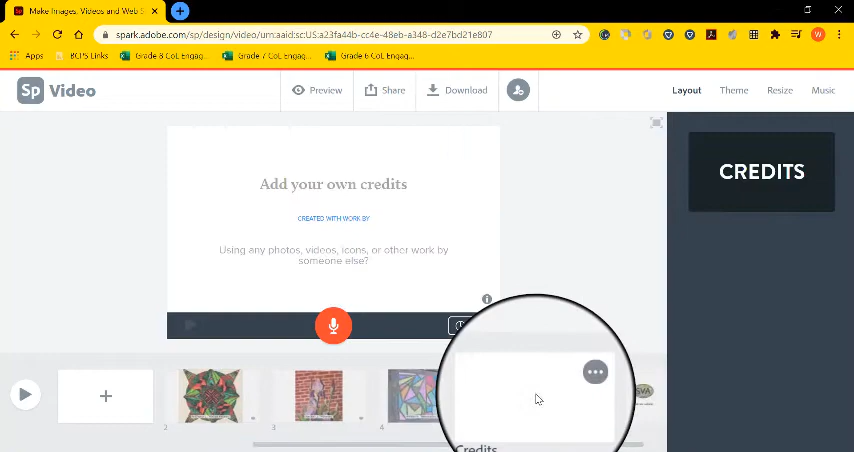 Make Images, Videos and Web S
spark.adobe.com/sp/design/video/urn:aaid:sc:US:a23fa44b-cc4e-48eb-a348-d2e7bd21e807
W
Apps
BCPS Links
Grade 8 CoL Engag...
Grade 7 CoL Engag...
Grade 6 CoL Engag...
Sp Video
Preview
Share
Download
Layout
Theme
Resize
Music
CREDITS
Add your own credits
CREATED WITH WORK BY
Using any photos, videos, icons, or other work by
someone else?
+
2
3
4
Credits
SVA